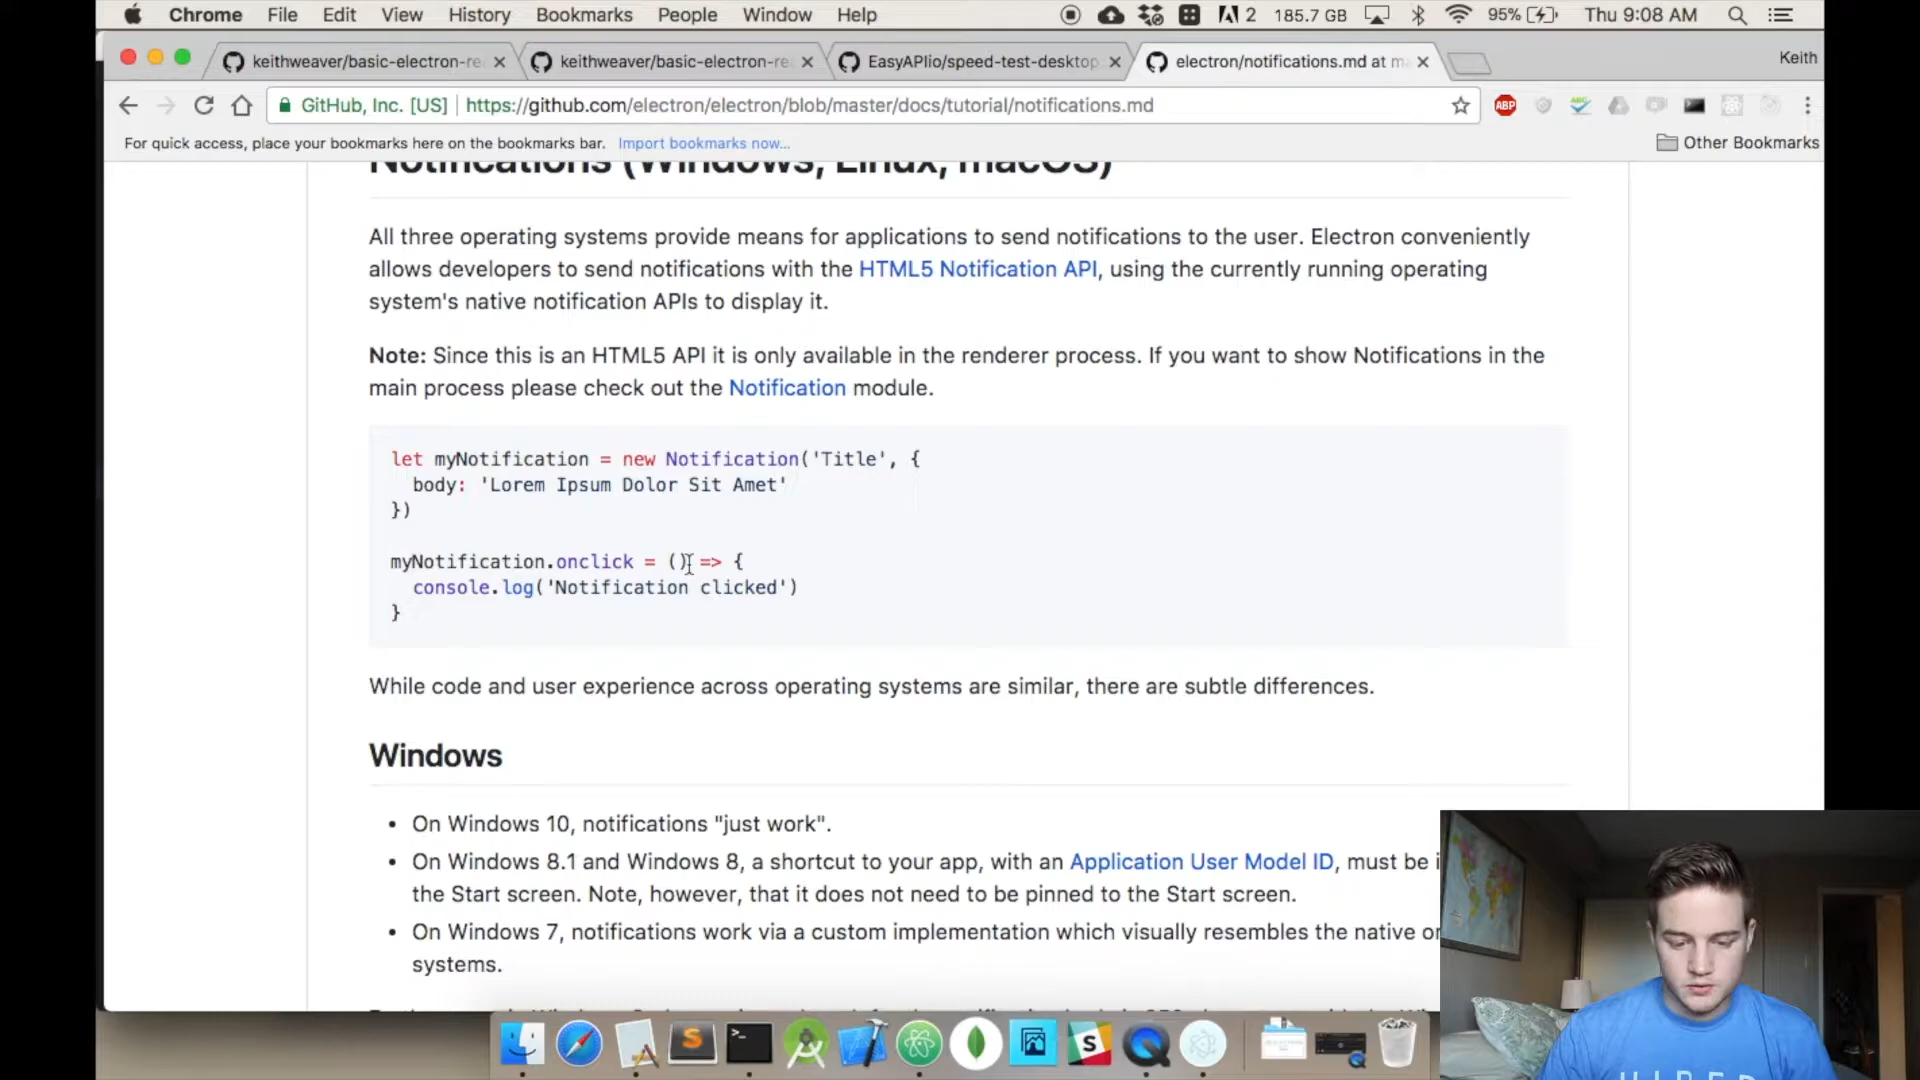 Chrome File Edit View History Bookmarks People Window Help 2 185.7 GB 95% Thu 9:08 AM
keithweaver/basic-electron-re keithweaver/basic-electron-re EasyAPIio/speed-test-desktop electron/notifications.md at m Keith
GitHub, Inc. [US] https://github.com/electron/electron/blob/master/docs/tutorial/notifications.md ABP
For quick access, place your bookmarks here on the bookmarks bar. Import bookmarks now... Other Bookmarks
Notifications (Windows, Linux, macOS)
All three operating systems provide means for applications to send notifications to the user. Electron conveniently
allows developers to send notifications with the HTML5 Notification API, using the currently running operating
system's native notification APIs to display it.
Note: Since this is an HTML5 API it is only available in the renderer process. If you want to show Notifications in the
main process please check out the Notification module.
let myNotification = new Notification('Title', {
body: 'Lorem Ipsum Dolor Sit Amet'
})
myNotification.onclick = () => {
console.log('Notification clicked')
}
While code and user experience across operating systems are similar, there are subtle differences.
Windows
• On Windows 10, notifications "just work".
• On Windows 8.1 and Windows 8, a shortcut to your app, with an Application User Model ID, must be i
the Start screen. Note, however, that it does not need to be pinned to the Start screen.
• On Windows 7, notifications work via a custom implementation which visually resembles the native o
systems.